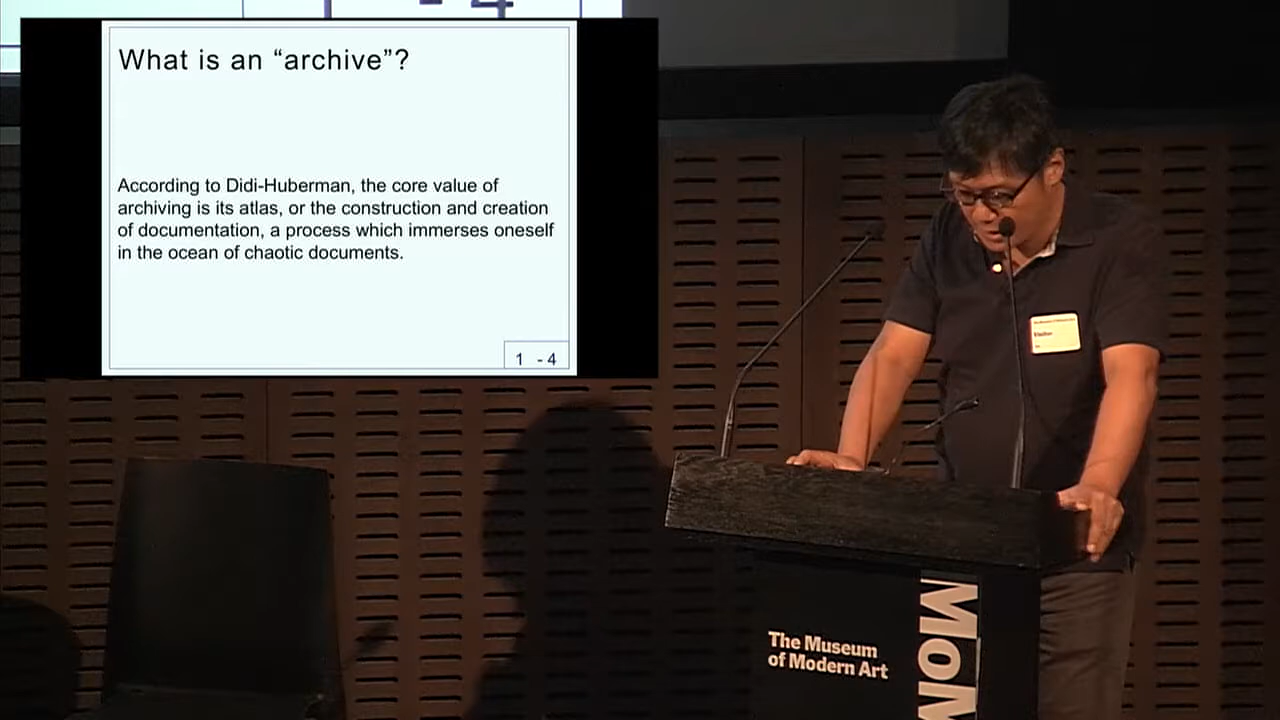 - 4
What is an “archive”?
According to Didi-Huberman, the core value of
archiving is its atlas, or the construction and creation
of documentation, a process which immerses oneself
in the ocean of chaotic documents.
1 - 4
Visitor
The Museum
of Modern Art
MoM